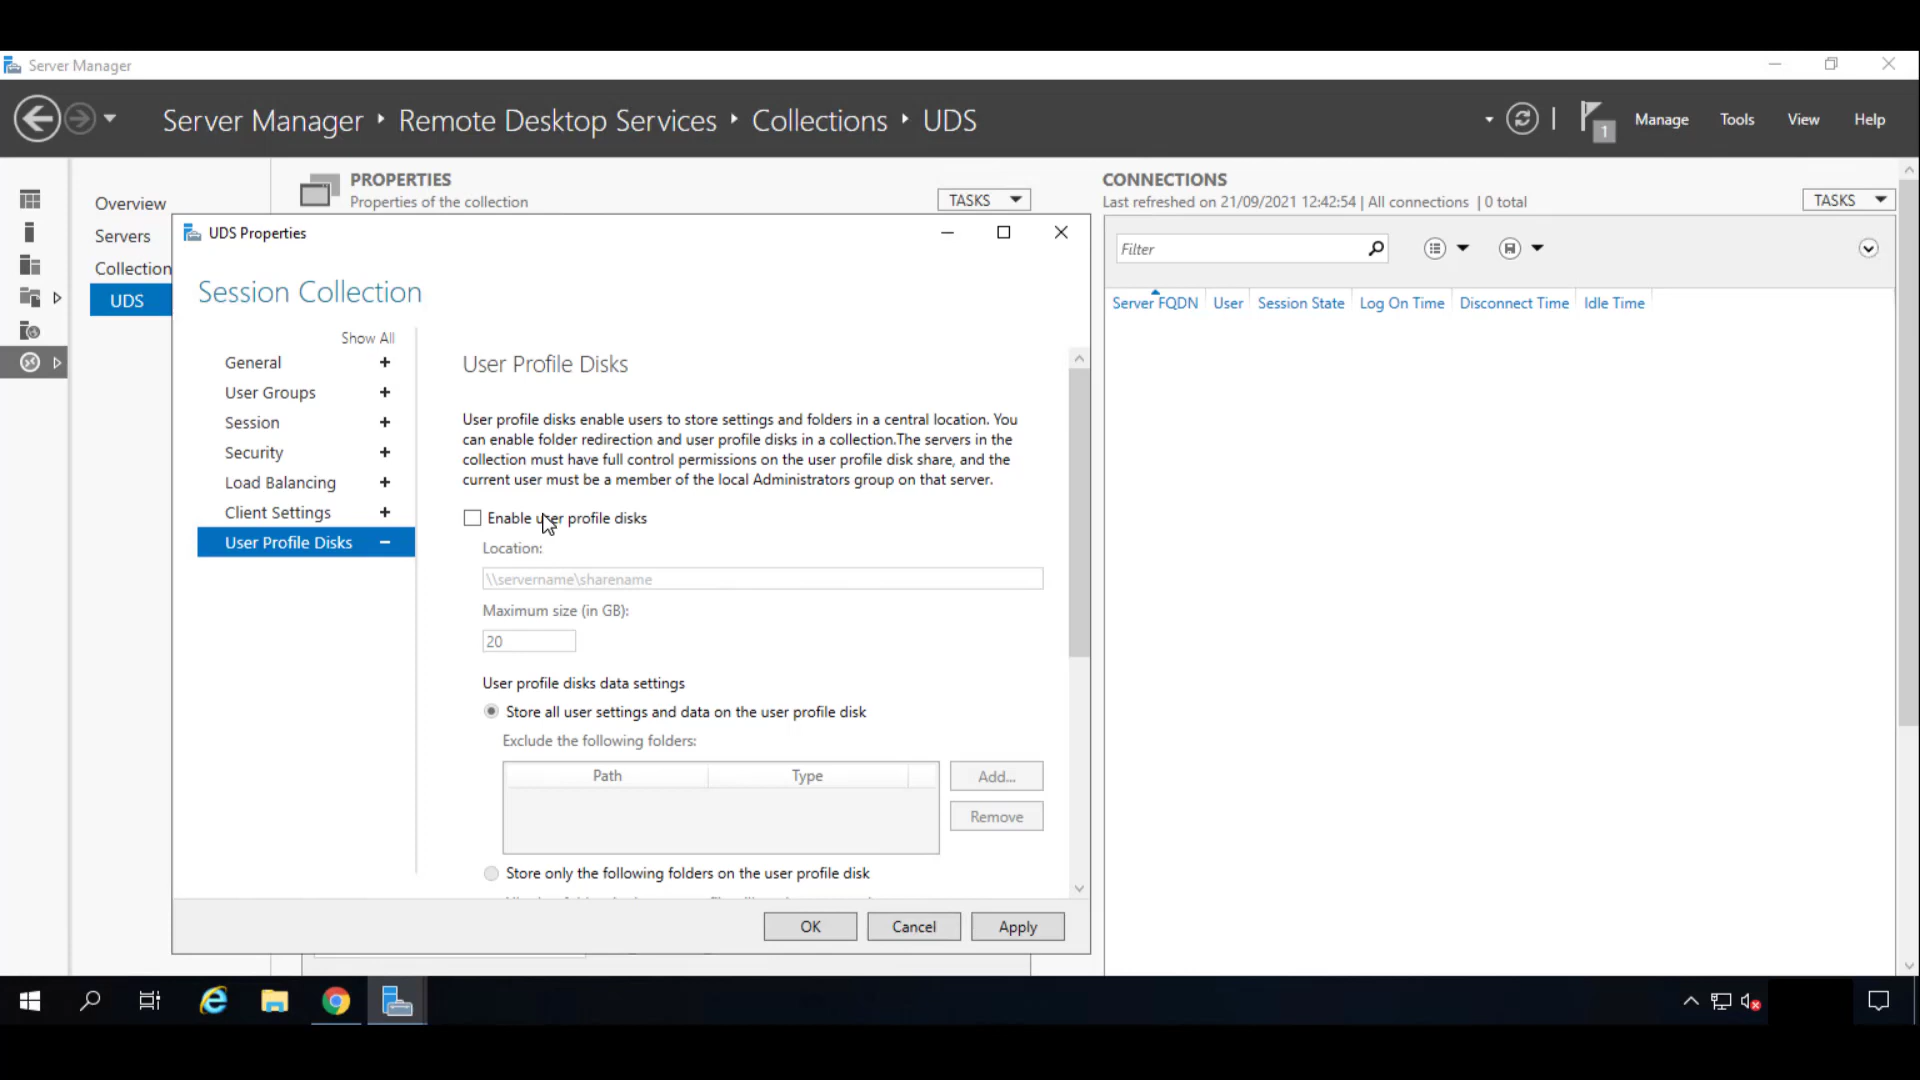 Server Manager
Server Manager ‣ Remote Desktop Services ‣ Collections ‣ UDS
1
Manage
Tools
View
Help
Overview
Servers
Collection
UDS
PROPERTIES
Properties of the collection
TASKS
CONNECTIONS
Last refreshed on 21/09/2021 12:42:54 | All connections | 0 total
TASKS
Filter
Server FQDN
User
Session State
Log On Time
Disconnect Time
Idle Time
UDS Properties
Session Collection
Show All
General +
User Groups +
Session +
Security +
Load Balancing +
Client Settings +
User Profile Disks −
User Profile Disks
User profile disks enable users to store settings and folders in a central location. You
can enable folder redirection and user profile disks in a collection.The servers in the
collection must have full control permissions on the user profile disk share, and the
current user must be a member of the local Administrators group on that server.
Enable user profile disks
Location:
\\servername\sharename
Maximum size (in GB):
20
User profile disks data settings
Store all user settings and data on the user profile disk
Exclude the following folders:
Path
Type
Add...
Remove
Store only the following folders on the user profile disk
OK
Cancel
Apply